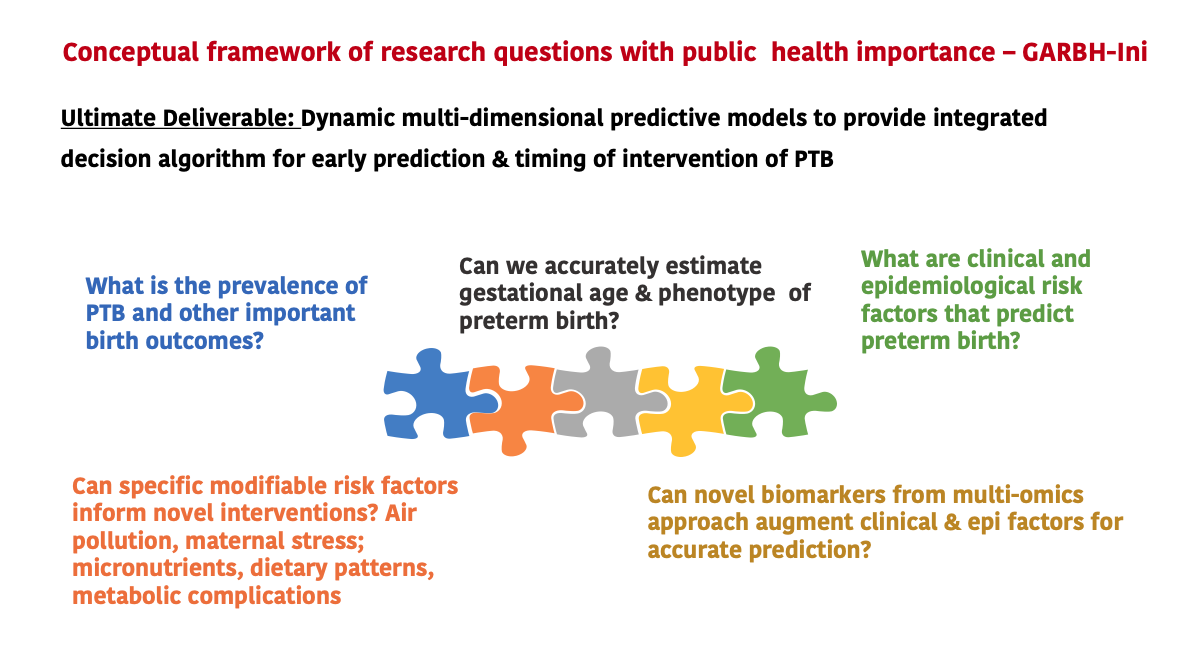 Conceptual framework of research questions with public  health importance – GARBH-Ini
Ultimate Deliverable: Dynamic multi-dimensional predictive models to provide integrated
decision algorithm for early prediction & timing of intervention of PTB
What is the prevalence of
PTB and other important
birth outcomes?
Can we accurately estimate
gestational age & phenotype  of
preterm birth?
What are clinical and
epidemiological risk
factors that predict
preterm birth?
Can specific modifiable risk factors
inform novel interventions? Air
pollution, maternal stress;
micronutrients, dietary patterns,
metabolic complications
Can novel biomarkers from multi-omics
approach augment clinical & epi factors for
accurate prediction?